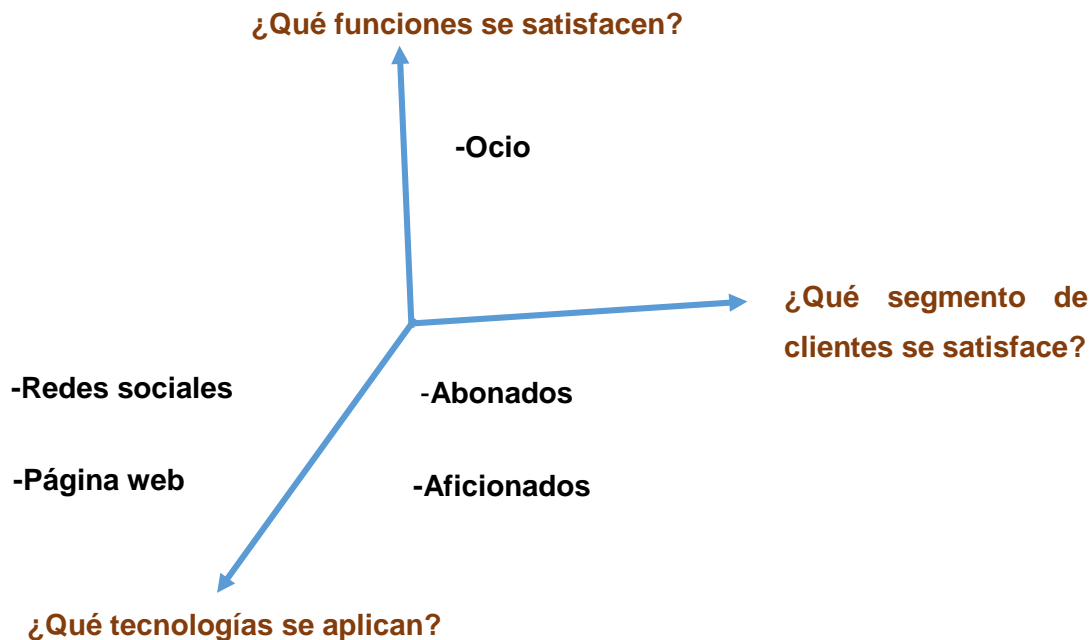 ¿Qué funciones se satisfacen?
-Ocio
¿Qué segmento de
clientes se satisface?
-Redes sociales
-Abonados
-Página web
-Aficionados
¿Qué tecnologías se aplican?